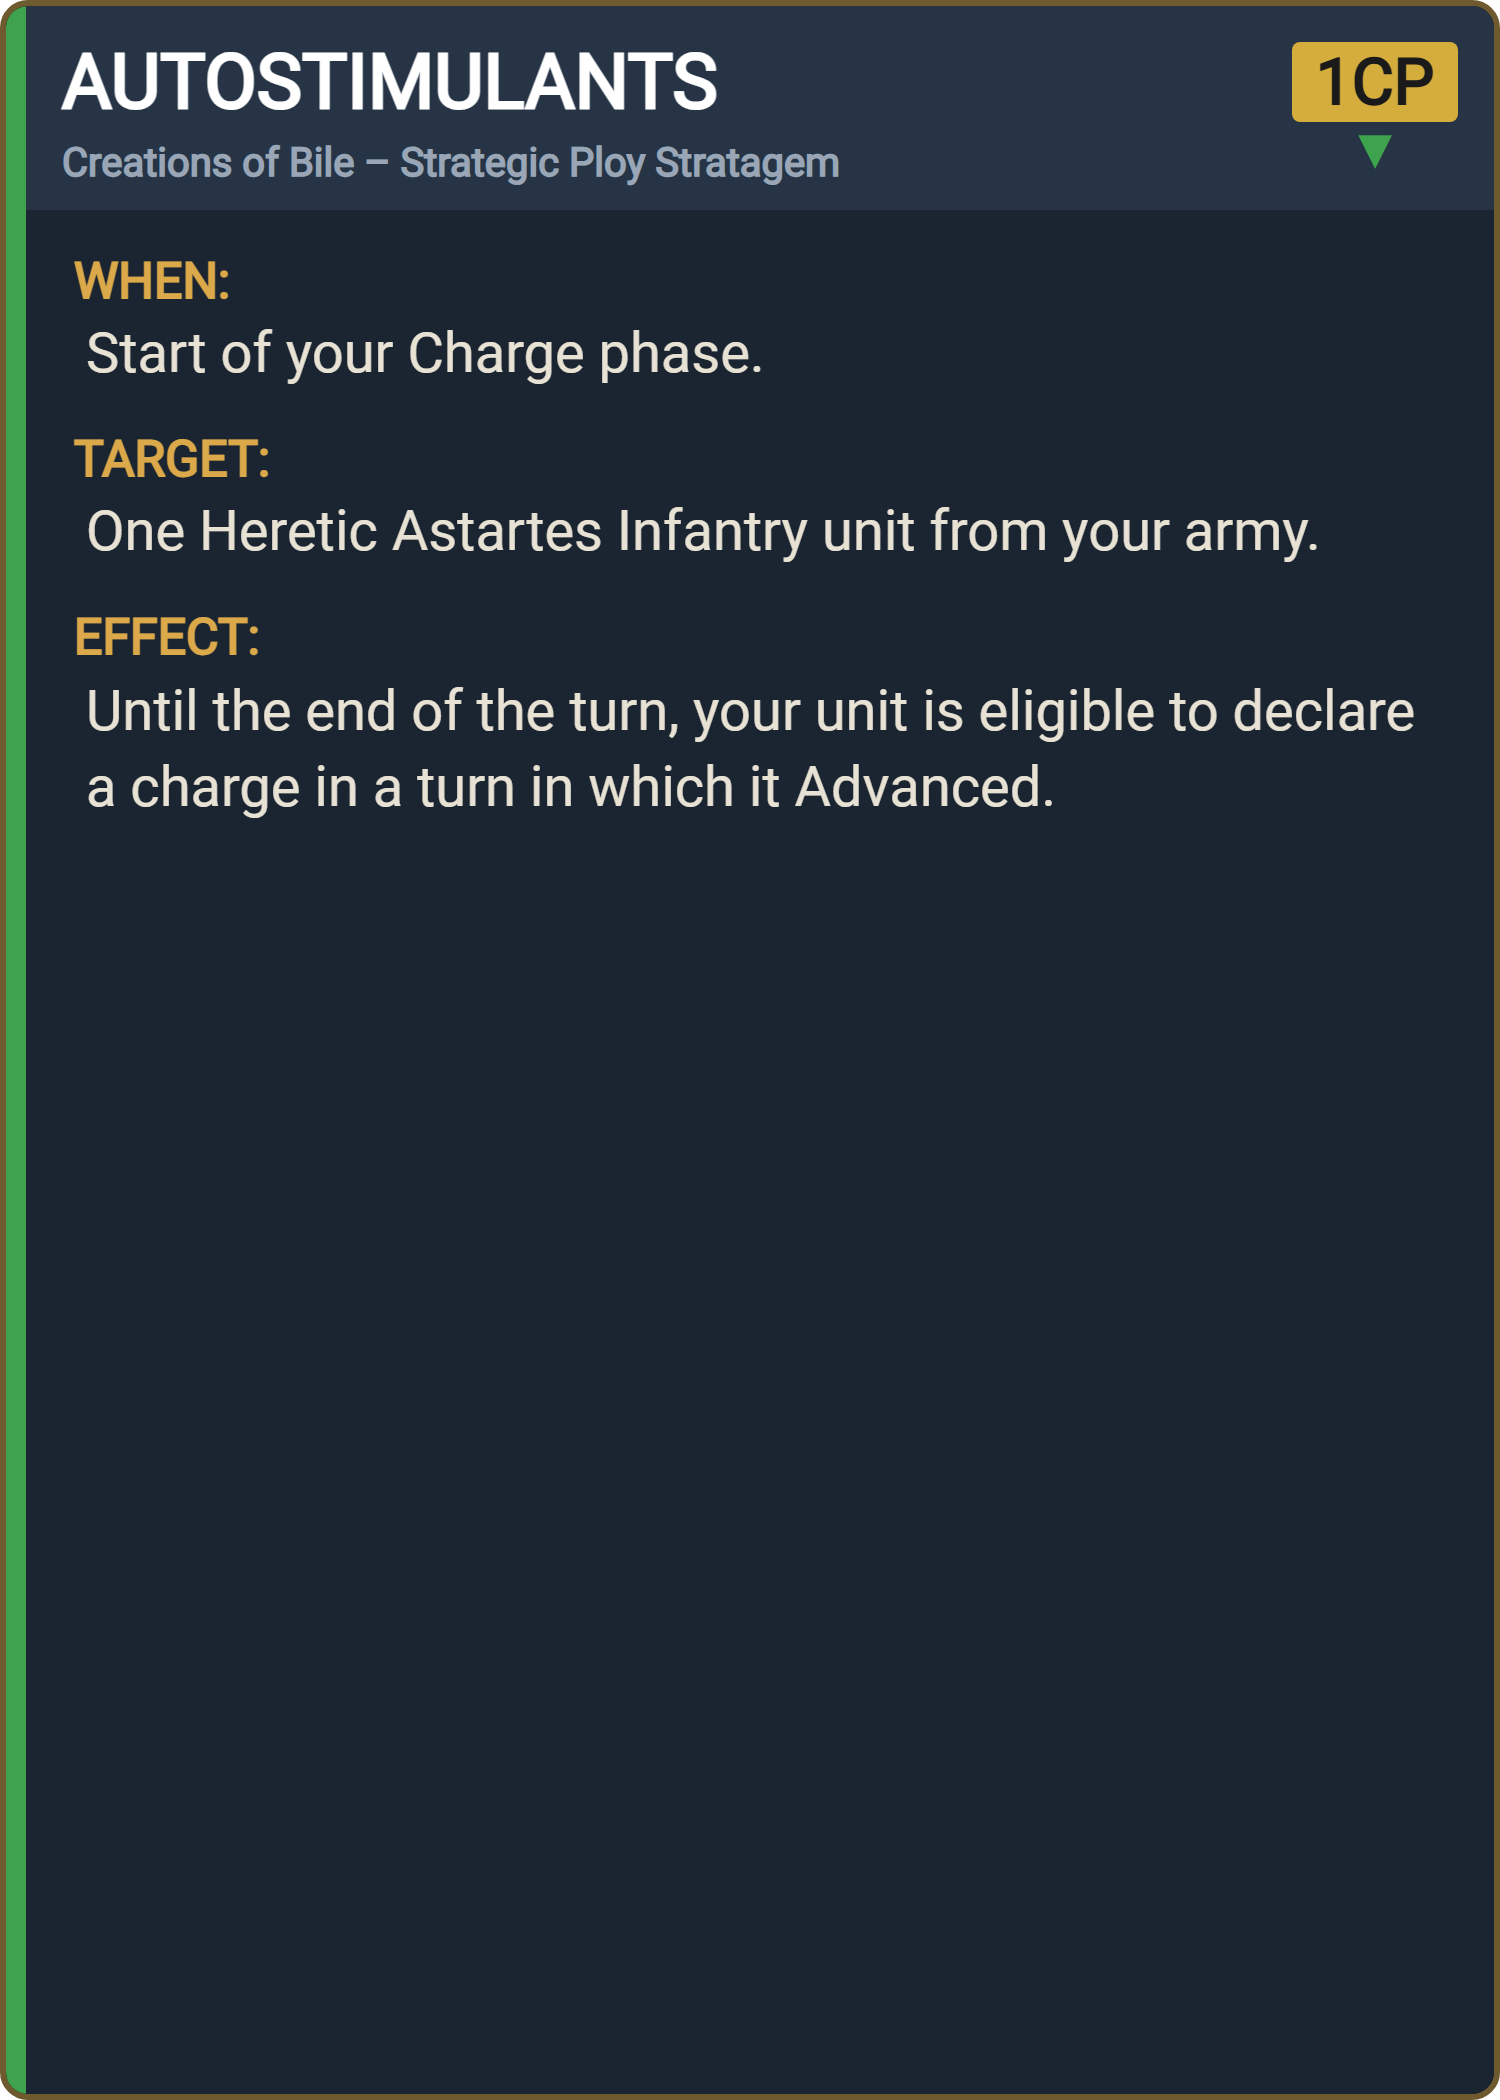 AUTOSTIMULANTS
1CP
Creations of Bile – Strategic Ploy Stratagem
WHEN:
Start of your Charge phase.
TARGET:
One Heretic Astartes Infantry unit from your army.
EFFECT:
Until the end of the turn, your unit is eligible to declare
a charge in a turn in which it Advanced.